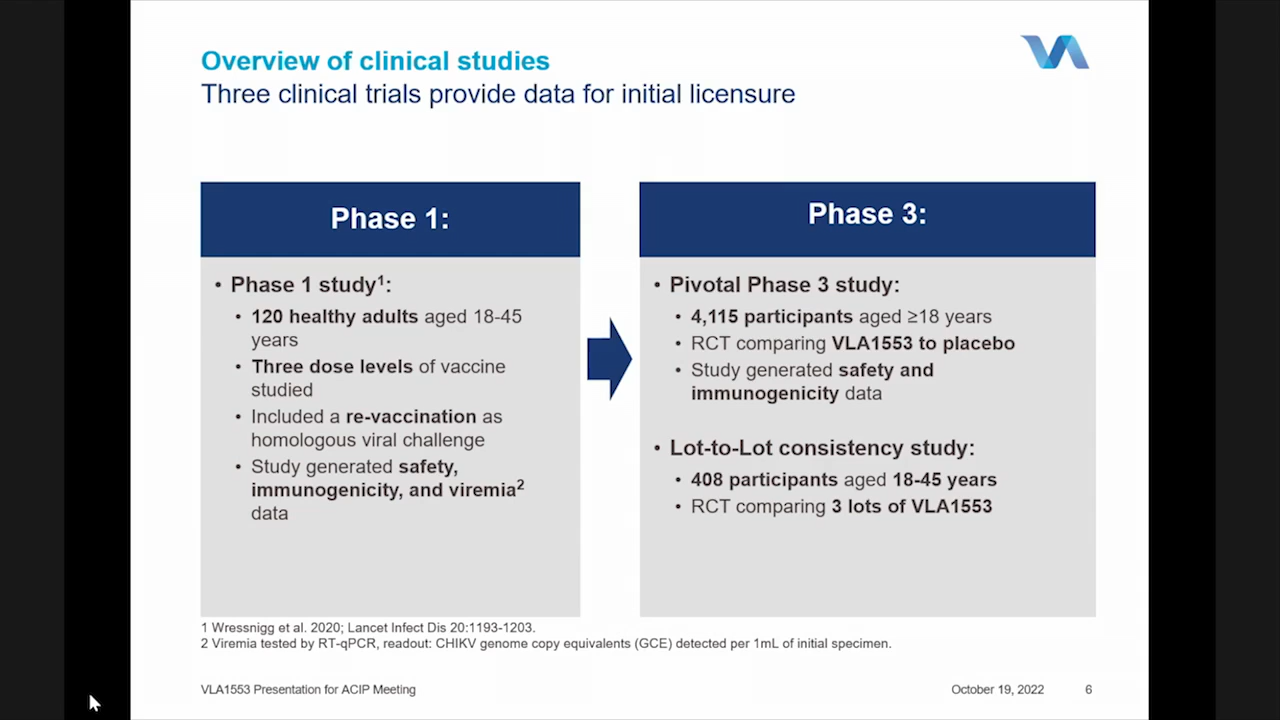 Overview of clinical studies
Three clinical trials provide data for initial licensure
Phase 1:
• Phase 1 study¹:
• 120 healthy adults aged 18-45
years
• Three dose levels of vaccine
studied
• Included a re-vaccination as
homologous viral challenge
• Study generated safety,
immunogenicity, and viremia²
data
Phase 3:
• Pivotal Phase 3 study:
• 4,115 participants aged ≥18 years
• RCT comparing VLA1553 to placebo
• Study generated safety and
immunogenicity data
• Lot-to-Lot consistency study:
• 408 participants aged 18-45 years
• RCT comparing 3 lots of VLA1553
1 Wressnigg et al. 2020; Lancet Infect Dis 20:1193-1203.
2 Viremia tested by RT-qPCR, readout: CHIKV genome copy equivalents (GCE) detected per 1mL of initial specimen.
VLA1553 Presentation for ACIP Meeting
October 19, 2022
6